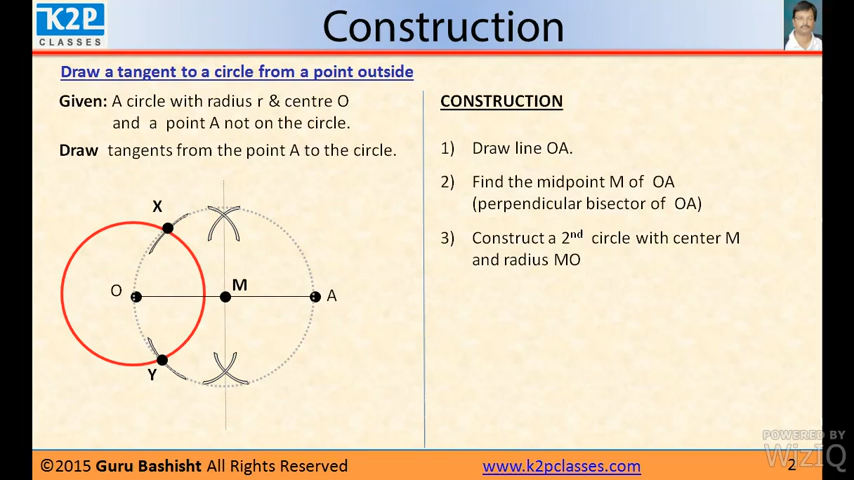 K2P
CLASSES
Construction
Draw a tangent to a circle from a point outside
Given: A circle with radius r & centre O
and a point A not on the circle.
Draw tangents from the point A to the circle.
X
O
M
A
Y
CONSTRUCTION
1) Draw line OA.
2) Find the midpoint M of OA
(perpendicular bisector of OA)
3) Construct a 2nd circle with center M
and radius MO
POWERED BY
WizIQ
©2015 Guru Bashisht All Rights Reserved
www.k2pclasses.com
2